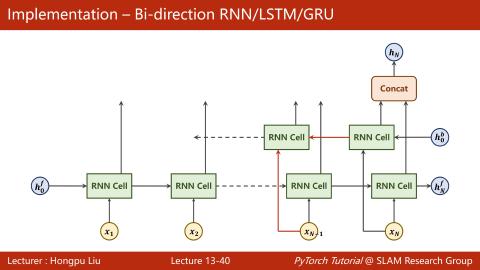 Implementation – Bi-direction RNN/LSTM/GRU
h_N
Concat
RNN Cell
RNN Cell
h_0^b
h_0^f
RNN Cell
RNN Cell
RNN Cell
RNN Cell
h_N^f
x_1
x_2
x_{N-1}
x_N
Lecturer : Hongpu Liu
Lecture 13-40
PyTorch Tutorial @ SLAM Research Group